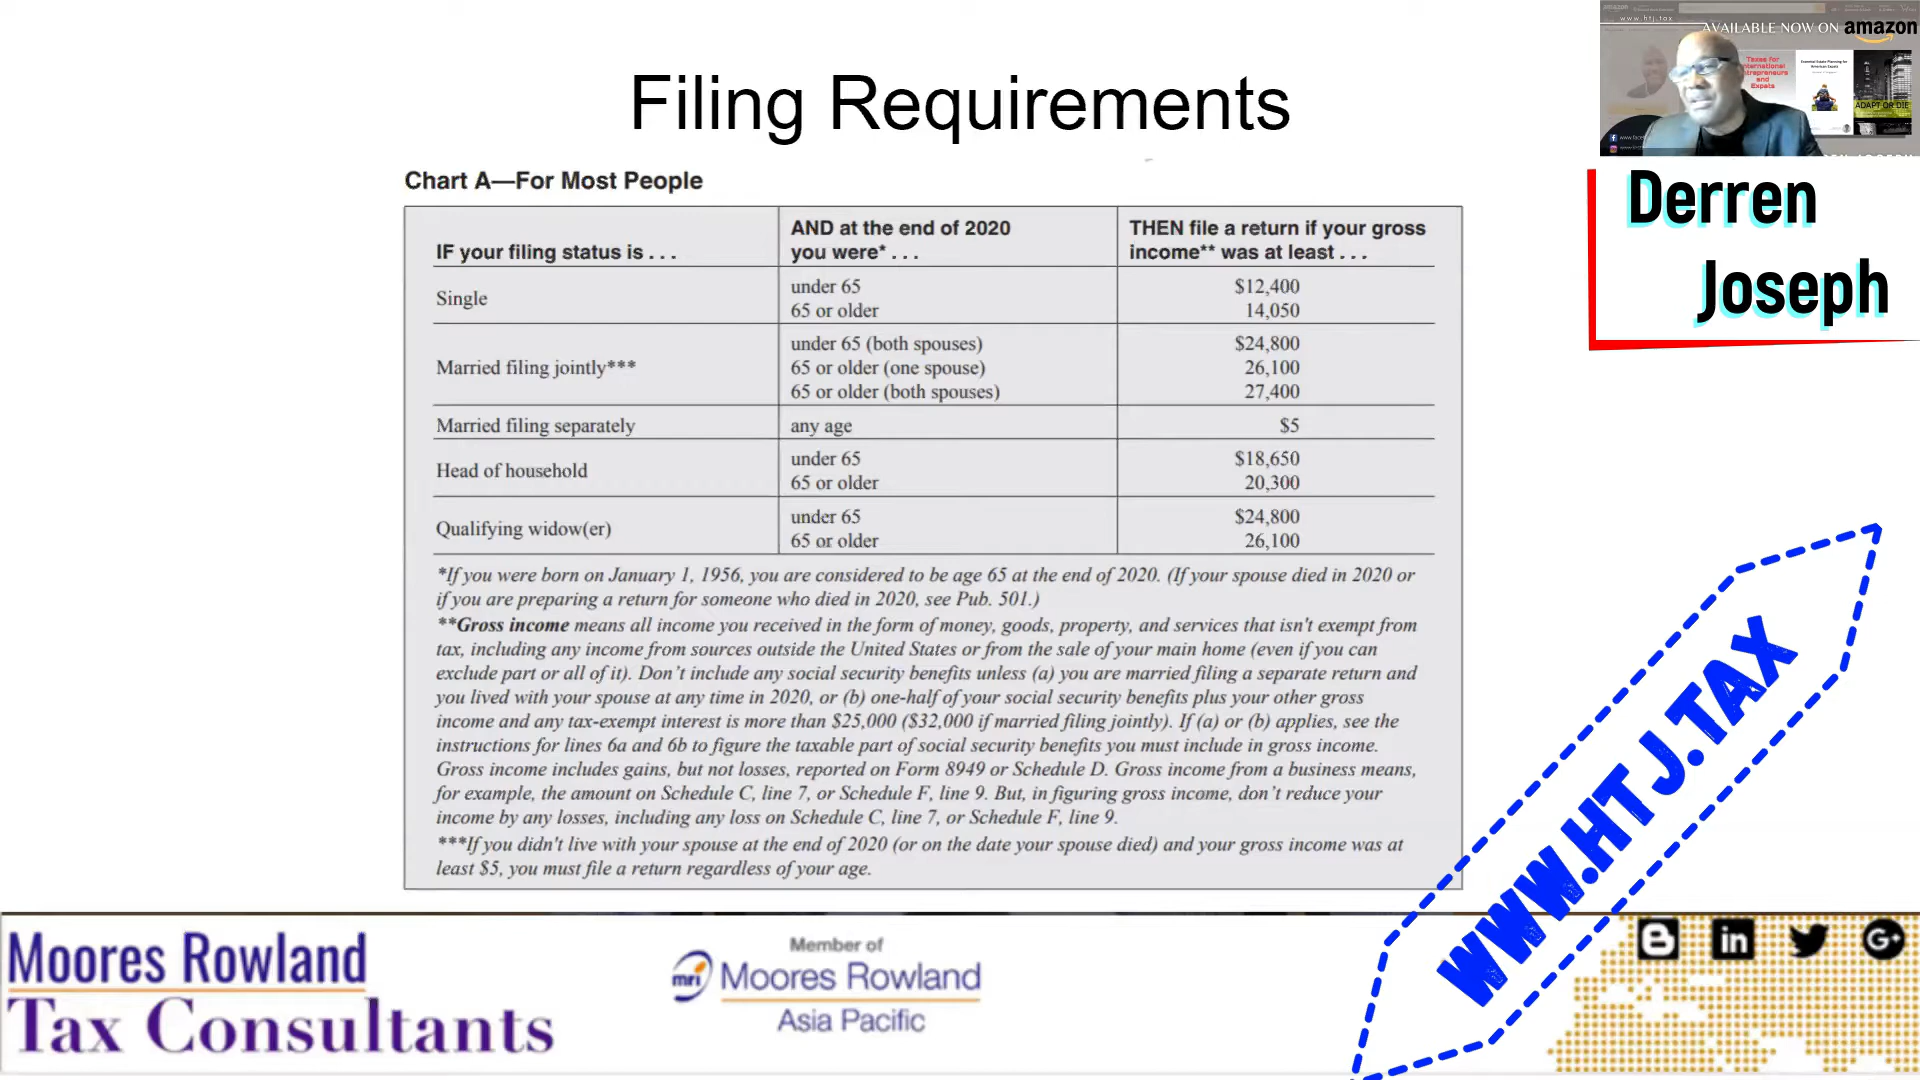 Filing Requirements
Chart A—For Most People
IF your filing status is . . .
AND at the end of 2020
you were* . . .
THEN file a return if your gross
income** was at least . . .
Single
under 65
$12,400
65 or older
14,050
Married filing jointly***
under 65 (both spouses)
$24,800
65 or older (one spouse)
26,100
65 or older (both spouses)
27,400
Married filing separately
any age
$5
Head of household
under 65
$18,650
65 or older
20,300
Qualifying widow(er)
under 65
$24,800
65 or older
26,100
*If you were born on January 1, 1956, you are considered to be age 65 at the end of 2020. (If your spouse died in 2020 or
if you are preparing a return for someone who died in 2020, see Pub. 501.)
**Gross income means all income you received in the form of money, goods, property, and services that isn't exempt from
tax, including any income from sources outside the United States or from the sale of your main home (even if you can
exclude part or all of it). Don't include any social security benefits unless (a) you are married filing a separate return and
you lived with your spouse at any time in 2020, or (b) one-half of your social security benefits plus your other gross
income and any tax-exempt interest is more than $25,000 ($32,000 if married filing jointly). If (a) or (b) applies, see the
instructions for lines 6a and 6b to figure the taxable part of social security benefits you must include in gross income.
Gross income includes gains, but not losses, reported on Form 8949 or Schedule D. Gross income from a business means,
for example, the amount on Schedule C, line 7, or Schedule F, line 9. But, in figuring gross income, don't reduce your
income by any losses, including any loss on Schedule C, line 7, or Schedule F, line 9.
***If you didn't live with your spouse at the end of 2020 (or on the date your spouse died) and your gross income was at
least $5, you must file a return regardless of your age.
www.htj.tax
AVAILABLE NOW ON amazon
Taxes for
International
Entrepreneurs
and
Expats
ADAPT OR DIE
Derren
Joseph
WWW.HTJ.TAX
Moores Rowland
Tax Consultants
Member of
mri Moores Rowland
Asia Pacific
in
G+